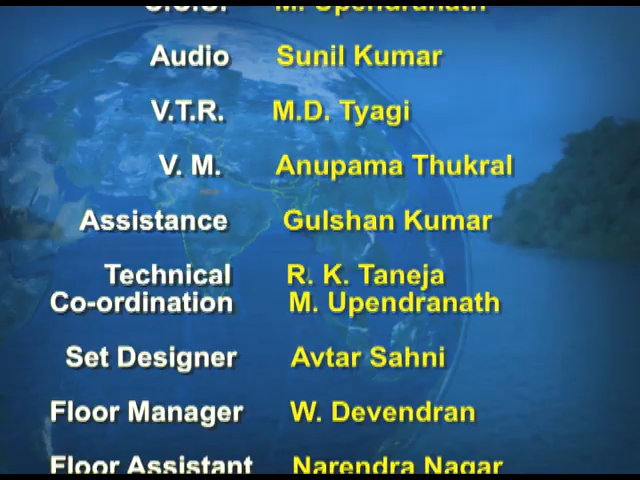 M. Upendranath
Audio Sunil Kumar
V.T.R. M.D. Tyagi
V. M. Anupama Thukral
Assistance Gulshan Kumar
Technical R. K. Taneja
Co-ordination M. Upendranath
Set Designer Avtar Sahni
Floor Manager W. Devendran
Floor Assistant Narendra Nagar